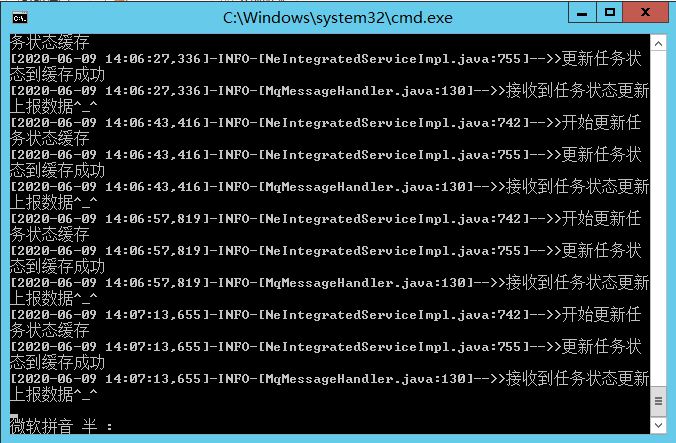 C:\Windows\system32\cmd.exe
务状态缓存
[2020-06-09 14:06:27,336]-INFO-[NeIntegratedServiceImpl.java:755]-->>更新任务状
态到缓存成功
[2020-06-09 14:06:27,336]-INFO-[MqMessageHandler.java:130]-->>接收到任务状态更新
上报数据^_^
[2020-06-09 14:06:43,416]-INFO-[NeIntegratedServiceImpl.java:742]-->>开始更新任
务状态缓存
[2020-06-09 14:06:43,416]-INFO-[NeIntegratedServiceImpl.java:755]-->>更新任务状
态到缓存成功
[2020-06-09 14:06:43,416]-INFO-[MqMessageHandler.java:130]-->>接收到任务状态更新
上报数据^_^
[2020-06-09 14:06:57,819]-INFO-[NeIntegratedServiceImpl.java:742]-->>开始更新任
务状态缓存
[2020-06-09 14:06:57,819]-INFO-[NeIntegratedServiceImpl.java:755]-->>更新任务状
态到缓存成功
[2020-06-09 14:06:57,819]-INFO-[MqMessageHandler.java:130]-->>接收到任务状态更新
上报数据^_^
[2020-06-09 14:07:13,655]-INFO-[NeIntegratedServiceImpl.java:742]-->>开始更新任
务状态缓存
[2020-06-09 14:07:13,655]-INFO-[NeIntegratedServiceImpl.java:755]-->>更新任务状
态到缓存成功
[2020-06-09 14:07:13,655]-INFO-[MqMessageHandler.java:130]-->>接收到任务状态更新
上报数据^_^
微软拼音 半 :